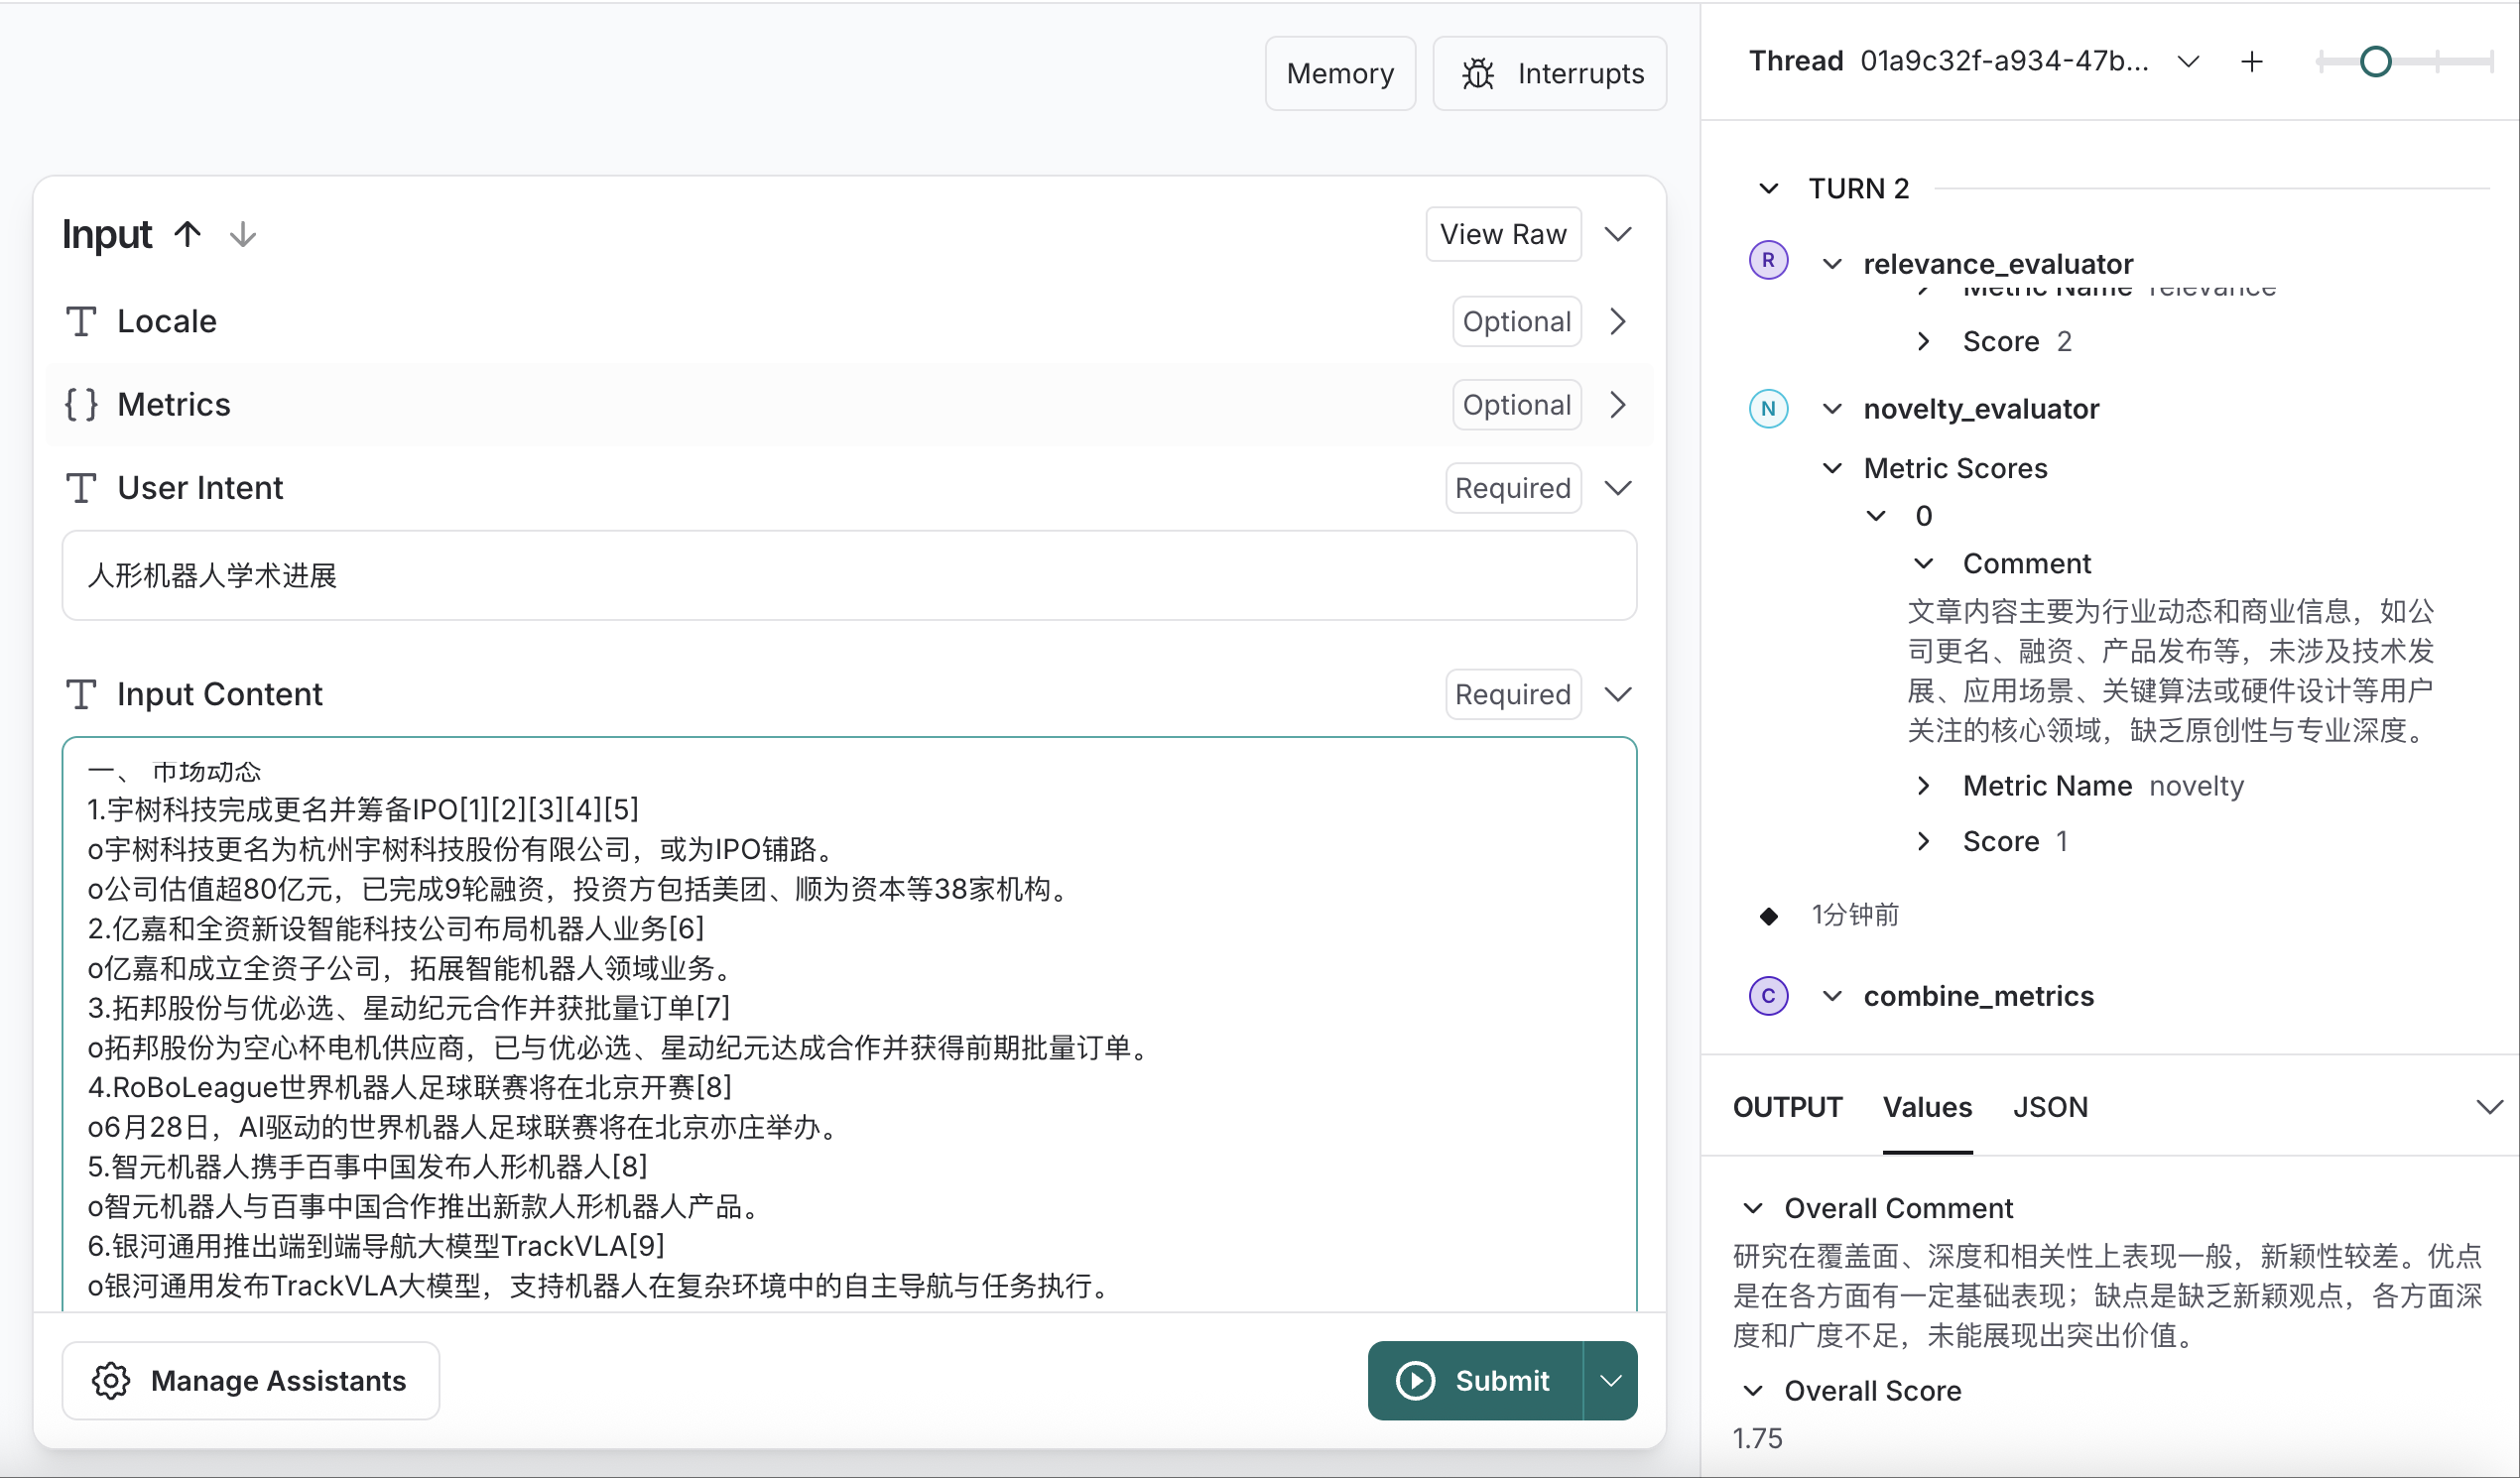 Memory
Interrupts
Input
View Raw
Locale
Optional
Metrics
Optional
User Intent
Required
人形机器人学术进展
Input Content
Required
一、 市场动态
1.宇树科技完成更名并筹备IPO[1][2][3][4][5]
o宇树科技更名为杭州宇树科技股份有限公司，或为IPO铺路。
o公司估值超80亿元，已完成9轮融资，投资方包括美团、顺为资本等38家机构。
2.亿嘉和全资新设智能科技公司布局机器人业务[6]
o亿嘉和成立全资子公司，拓展智能机器人领域业务。
3.拓邦股份与优必选、星动纪元合作并获批量订单[7]
o拓邦股份为空心杯电机供应商，已与优必选、星动纪元达成合作并获得前期批量订单。
4.RoBoLeague世界机器人足球联赛将在北京开赛[8]
o6月28日，AI驱动的世界机器人足球联赛将在北京亦庄举办。
5.智元机器人携手百事中国发布人形机器人[8]
o智元机器人与百事中国合作推出新款人形机器人产品。
6.银河通用推出端到端导航大模型TrackVLA[9]
o银河通用发布TrackVLA大模型，支持机器人在复杂环境中的自主导航与任务执行。
Manage Assistants
Submit
Thread 01a9c32f-a934-47b...
TURN 2
R relevance_evaluator
Metric Name relevance
Score 2
N novelty_evaluator
Metric Scores
0
Comment
文章内容主要为行业动态和商业信息，如公
司更名、融资、产品发布等，未涉及技术发
展、应用场景、关键算法或硬件设计等用户
关注的核心领域，缺乏原创性与专业深度。
Metric Name novelty
Score 1
1分钟前
C combine_metrics
OUTPUT Values JSON
Overall Comment
研究在覆盖面、深度和相关性上表现一般，新颖性较差。优点
是在各方面有一定基础表现；缺点是缺乏新颖观点，各方面深
度和广度不足，未能展现出突出价值。
Overall Score
1.75